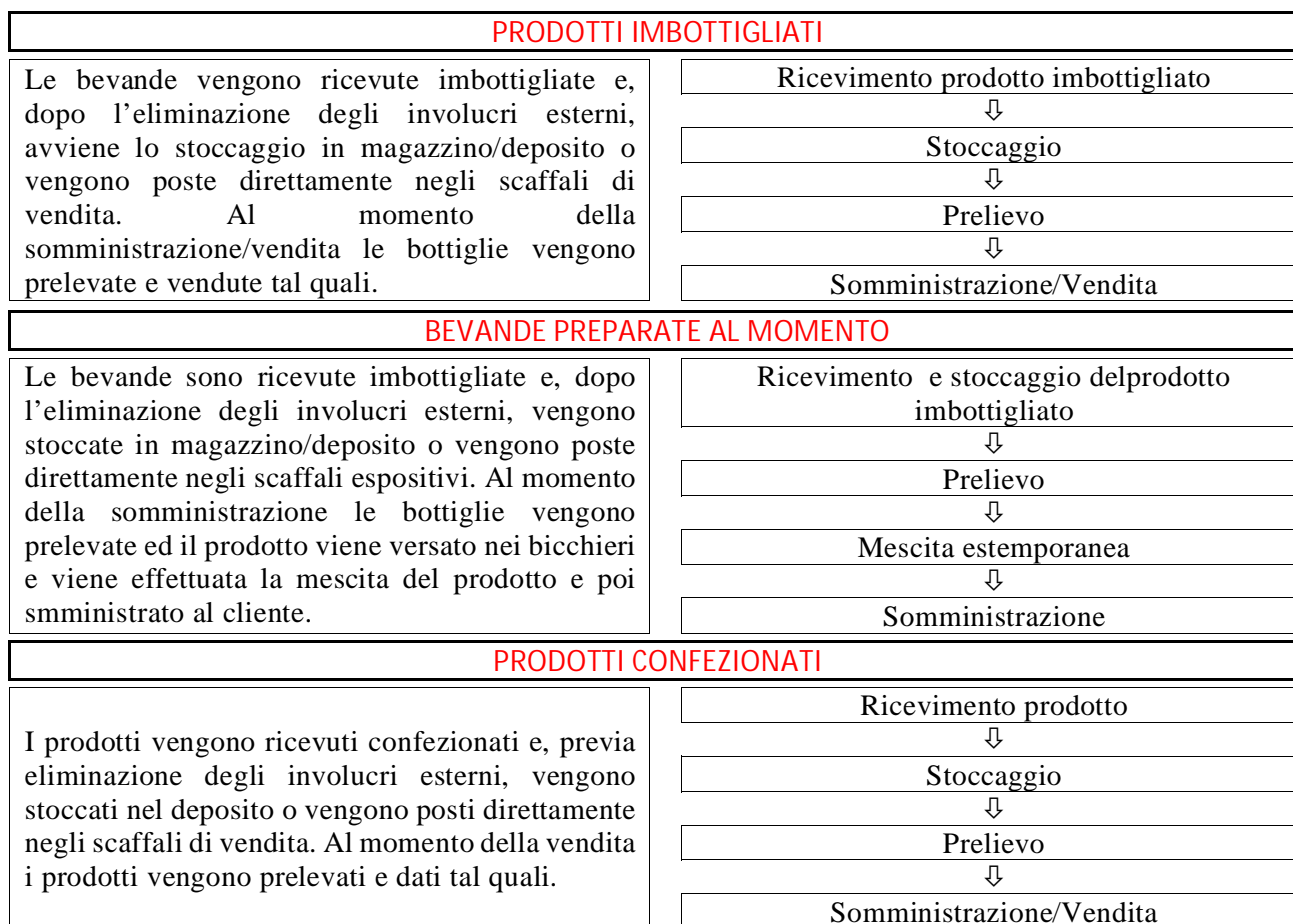 PRODOTTI IMBOTTIGLIATI
Le bevande vengono ricevute imbottigliate e,
dopo l'eliminazione degli involucri esterni,
avviene lo stoccaggio in magazzino/deposito o
vengono poste direttamente negli scaffali di
vendita. Al momento della
somministrazione/vendita le bottiglie vengono
prelevate e vendute tal quali.
Ricevimento prodotto imbottigliato
⇩
Stoccaggio
⇩
Prelievo
⇩
Somministrazione/Vendita
BEVANDE PREPARATE AL MOMENTO
Le bevande sono ricevute imbottigliate e, dopo
l'eliminazione degli involucri esterni, vengono
stoccate in magazzino/deposito o vengono poste
direttamente negli scaffali espositivi. Al momento
della somministrazione le bottiglie vengono
prelevate ed il prodotto viene versato nei bicchieri
e viene effettuata la mescita del prodotto e poi
smministrato al cliente.
Ricevimento e stoccaggio delprodotto
imbottigliato
⇩
Prelievo
⇩
Mescita estemporanea
⇩
Somministrazione
PRODOTTI CONFEZIONATI
I prodotti vengono ricevuti confezionati e, previa
eliminazione degli involucri esterni, vengono
stoccati nel deposito o vengono posti direttamente
negli scaffali di vendita. Al momento della vendita
i prodotti vengono prelevati e dati tal quali.
Ricevimento prodotto
⇩
Stoccaggio
⇩
Prelievo
⇩
Somministrazione/Vendita